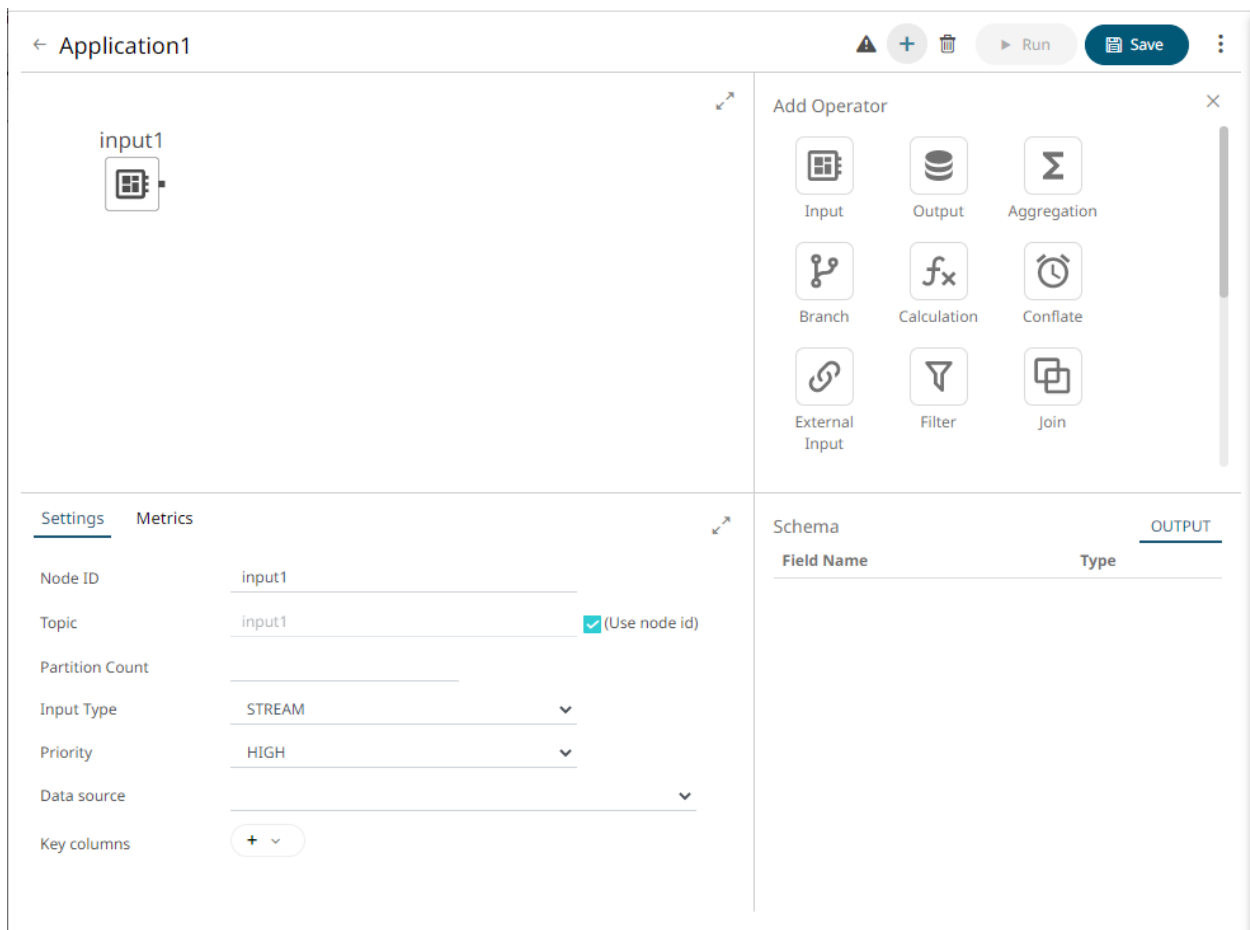 Application1
Run
Save
input1
Add Operator
Input
Output
Aggregation
Branch
Calculation
Conflate
External
Input
Filter
Join
Settings
Metrics
Node ID
input1
Topic
input1
(Use node id)
Partition Count
Input Type
STREAM
Priority
HIGH
Data source
Key columns
Schema
OUTPUT
Field Name
Type